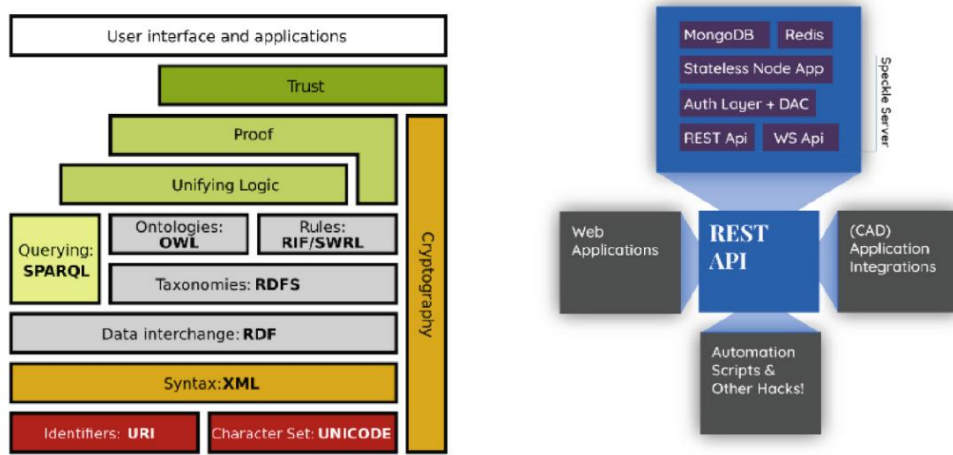 User interface and applications
Trust
Proof
Unifying Logic
Ontologies:
OWL
Rules:
RIF/SWRL
Querying:
SPARQL
Taxonomies: RDFS
Data interchange: RDF
Syntax:XML
Identifiers: URI
Character Set: UNICODE
Cryptography
MongoDB
Redis
Stateless Node App
Auth Layer + DAC
REST Api
WS Api
Speckle Server
Web
Applications
REST
API
(CAD)
Application
Integrations
Automation
Scripts &
Other Hacks!